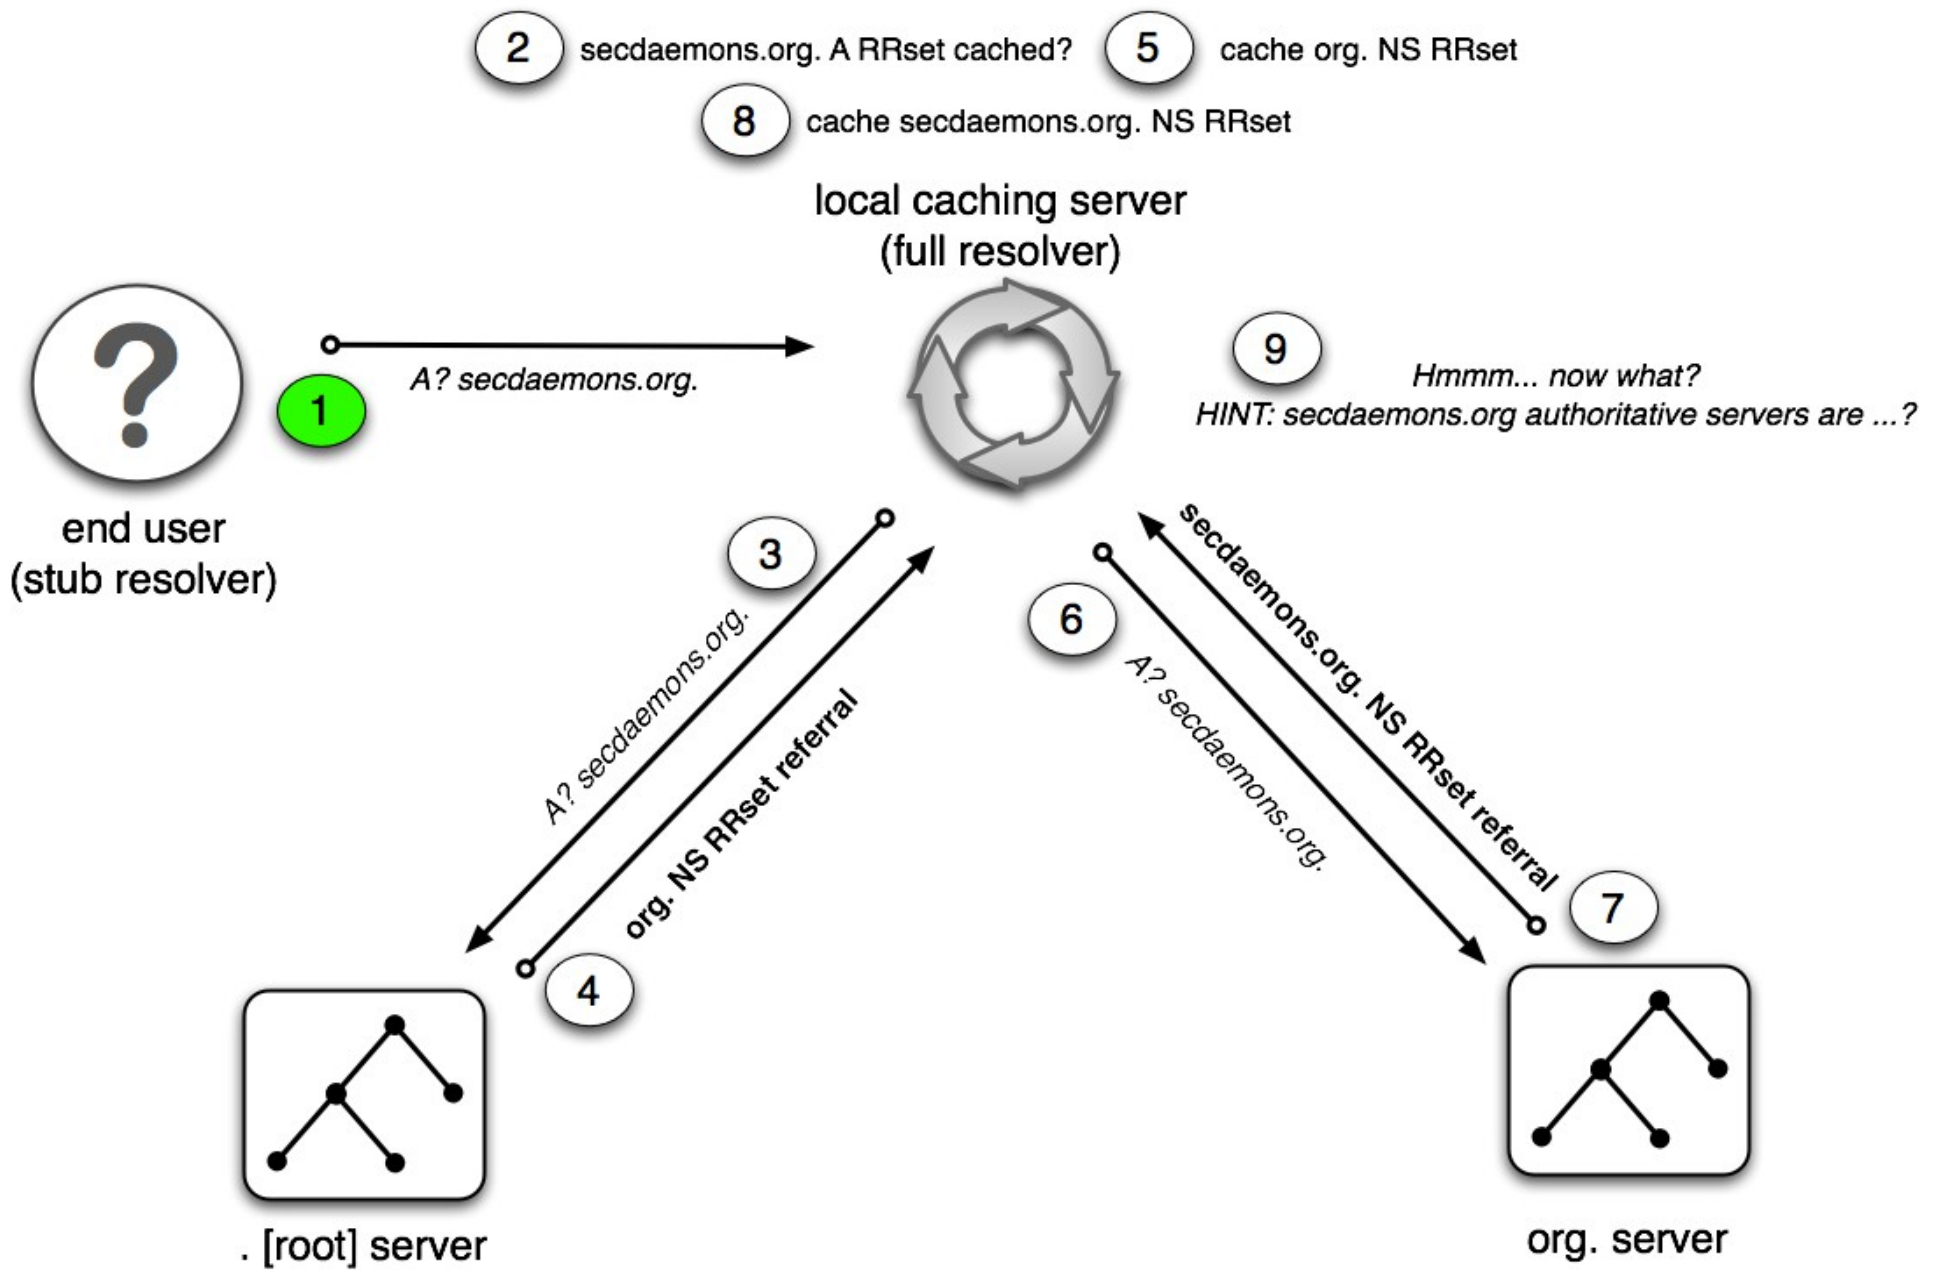 2 secdaemons.org. A RRset cached? 5 cache org. NS RRset
8 cache secdaemons.org. NS RRset
local caching server
(full resolver)
?
end user
(stub resolver)
1
A? secdaemons.org.
9
Hmmm... now what?
HINT: secdaemons.org authoritative servers are ...?
3
A? secdaemons.org.
4
org. NS RRset referral
6
A? secdaemons.org.
7
secdaemons.org. NS RRset referral
. [root] server
org. server